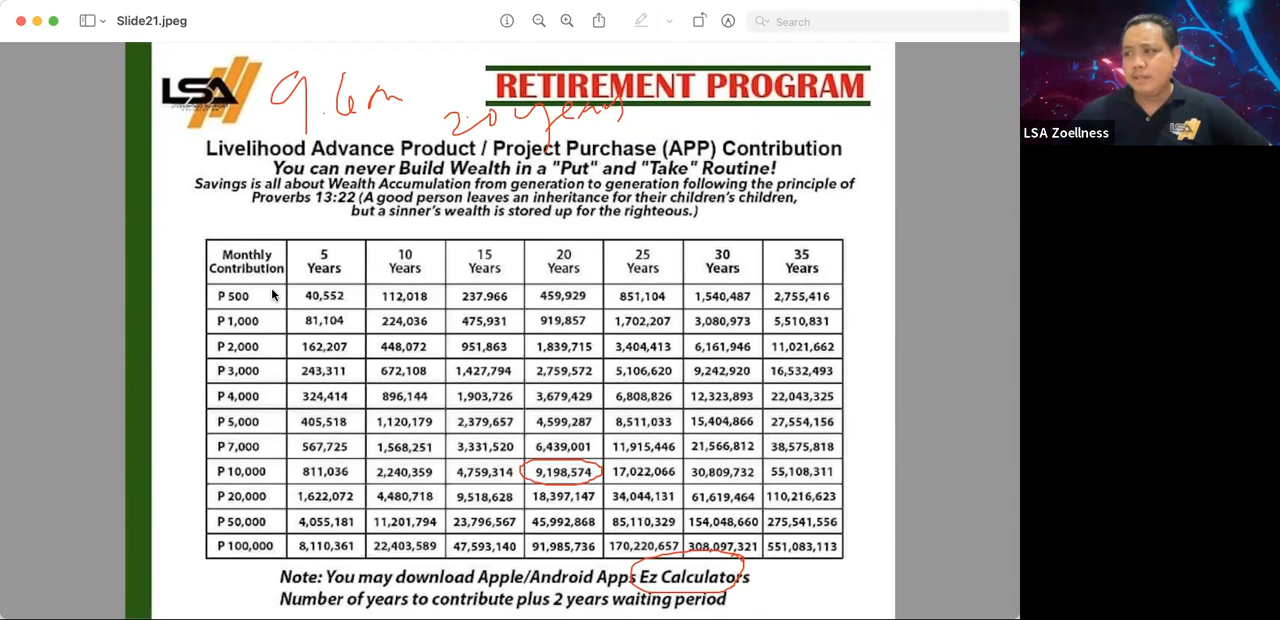 Slide21.jpeg
Search
LSA
9.6m
20 years
RETIREMENT PROGRAM
Livelihood Advance Product / Project Purchase (APP) Contribution
You can never Build Wealth in a "Put" and "Take" Routine!
Savings is all about Wealth Accumulation from generation to generation following the principle of
Proverbs 13:22 (A good person leaves an inheritance for their children's children,
but a sinner's wealth is stored up for the righteous.)
Monthly Contribution 5 Years 10 Years 15 Years 20 Years 25 Years 30 Years 35 Years
P 500 40,552 112,018 237.966 459,929 851,104 1,540,487 2,755,416
P 1,000 81,104 224,036 475,931 919,857 1,702,207 3,080,973 5,510,831
P 2,000 162,207 448,072 951,863 1,839,715 3,404,413 6,161,946 11,021,662
P 3,000 243,311 672,108 1,427,794 2,759,572 5,106,620 9,242,920 16,532,493
P 4,000 324,414 896,144 1,903,726 3,679,429 6,808,826 12,323,893 22,043,325
P 5,000 405,518 1,120,179 2,379,657 4,599,287 8,511,033 15,404,866 27,554,156
P 7,000 567,725 1,568,251 3,331,520 6,439,001 11,915,446 21,566,812 38,575,818
P 10,000 811,036 2,240,359 4,759,314 9,198,574 17,022,066 30,809,732 55,108,311
P 20,000 1,622,072 4,480,718 9,518,628 18,397,147 34,044,131 61,619,464 110,216,623
P 50,000 4,055,181 11,201,794 23,796,567 45,992,868 85,110,329 154,048,660 275,541,556
P 100,000 8,110,361 22,403,589 47,593,140 91,985,736 170,220,657 308,097,321 551,083,113
Note: You may download Apple/Android Apps Ez Calculators
Number of years to contribute plus 2 years waiting period
LSA Zoellness
LSA